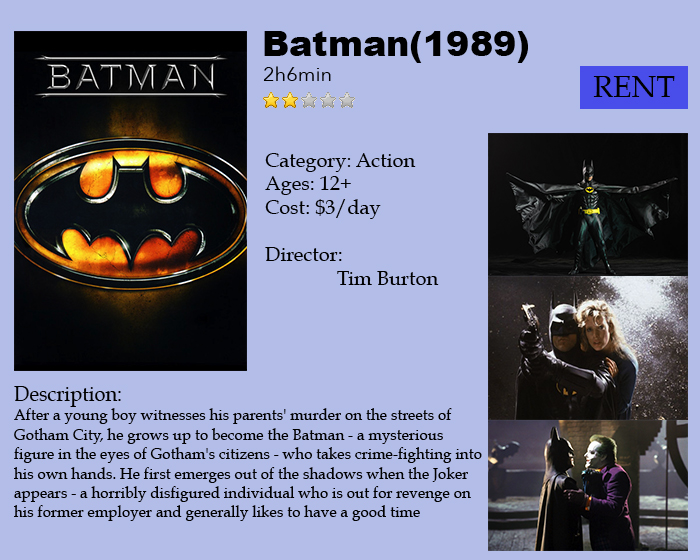 BATMAN
Batman(1989)
2h6min
RENT
Category: Action
Ages: 12+
Cost: $3/day
Director:
Tim Burton
Description:
After a young boy witnesses his parents' murder on the streets of
Gotham City, he grows up to become the Batman - a mysterious
figure in the eyes of Gotham's citizens - who takes crime-fighting into
his own hands. He first emerges out of the shadows when the Joker
appears - a horribly disfigured individual who is out for revenge on
his former employer and generally likes to have a good time